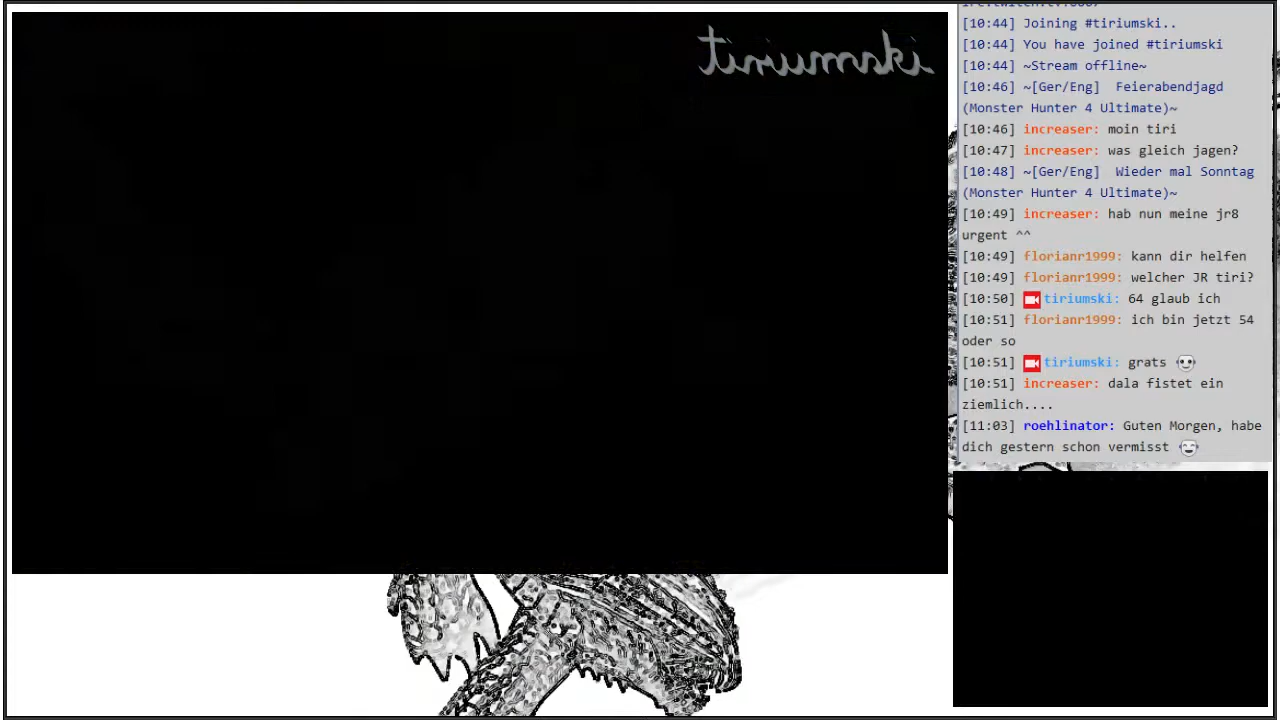 tiriumski
[10:44] Joining #tiriumski..
[10:44] You have joined #tiriumski
[10:44] ~Stream offline~
[10:46] ~[Ger/Eng] Feierabendjagd
(Monster Hunter 4 Ultimate)~
[10:46] increaser: moin tiri
[10:47] increaser: was gleich jagen?
[10:48] ~[Ger/Eng] Wieder mal Sonntag
(Monster Hunter 4 Ultimate)~
[10:49] increaser: hab nun meine jr8
urgent ^^
[10:49] florianr1999: kann dir helfen
[10:49] florianr1999: welcher JR tiri?
[10:50] tiriumski: 64 glaub ich
[10:51] florianr1999: ich bin jetzt 54
oder so
[10:51] tiriumski: grats
[10:51] increaser: dala fistet ein
ziemlich....
[11:03] roehlinator: Guten Morgen, habe
dich gestern schon vermisst